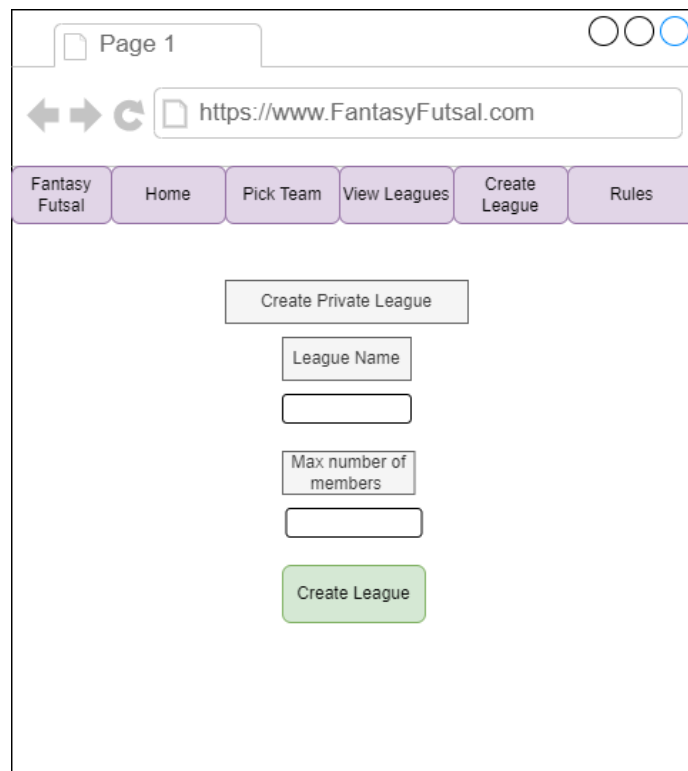 Page 1
https://www.FantasyFutsal.com
Fantasy
Futsal
Home
Pick Team
View Leagues
Create
League
Rules
Create Private League
League Name
Max number of
members
Create League